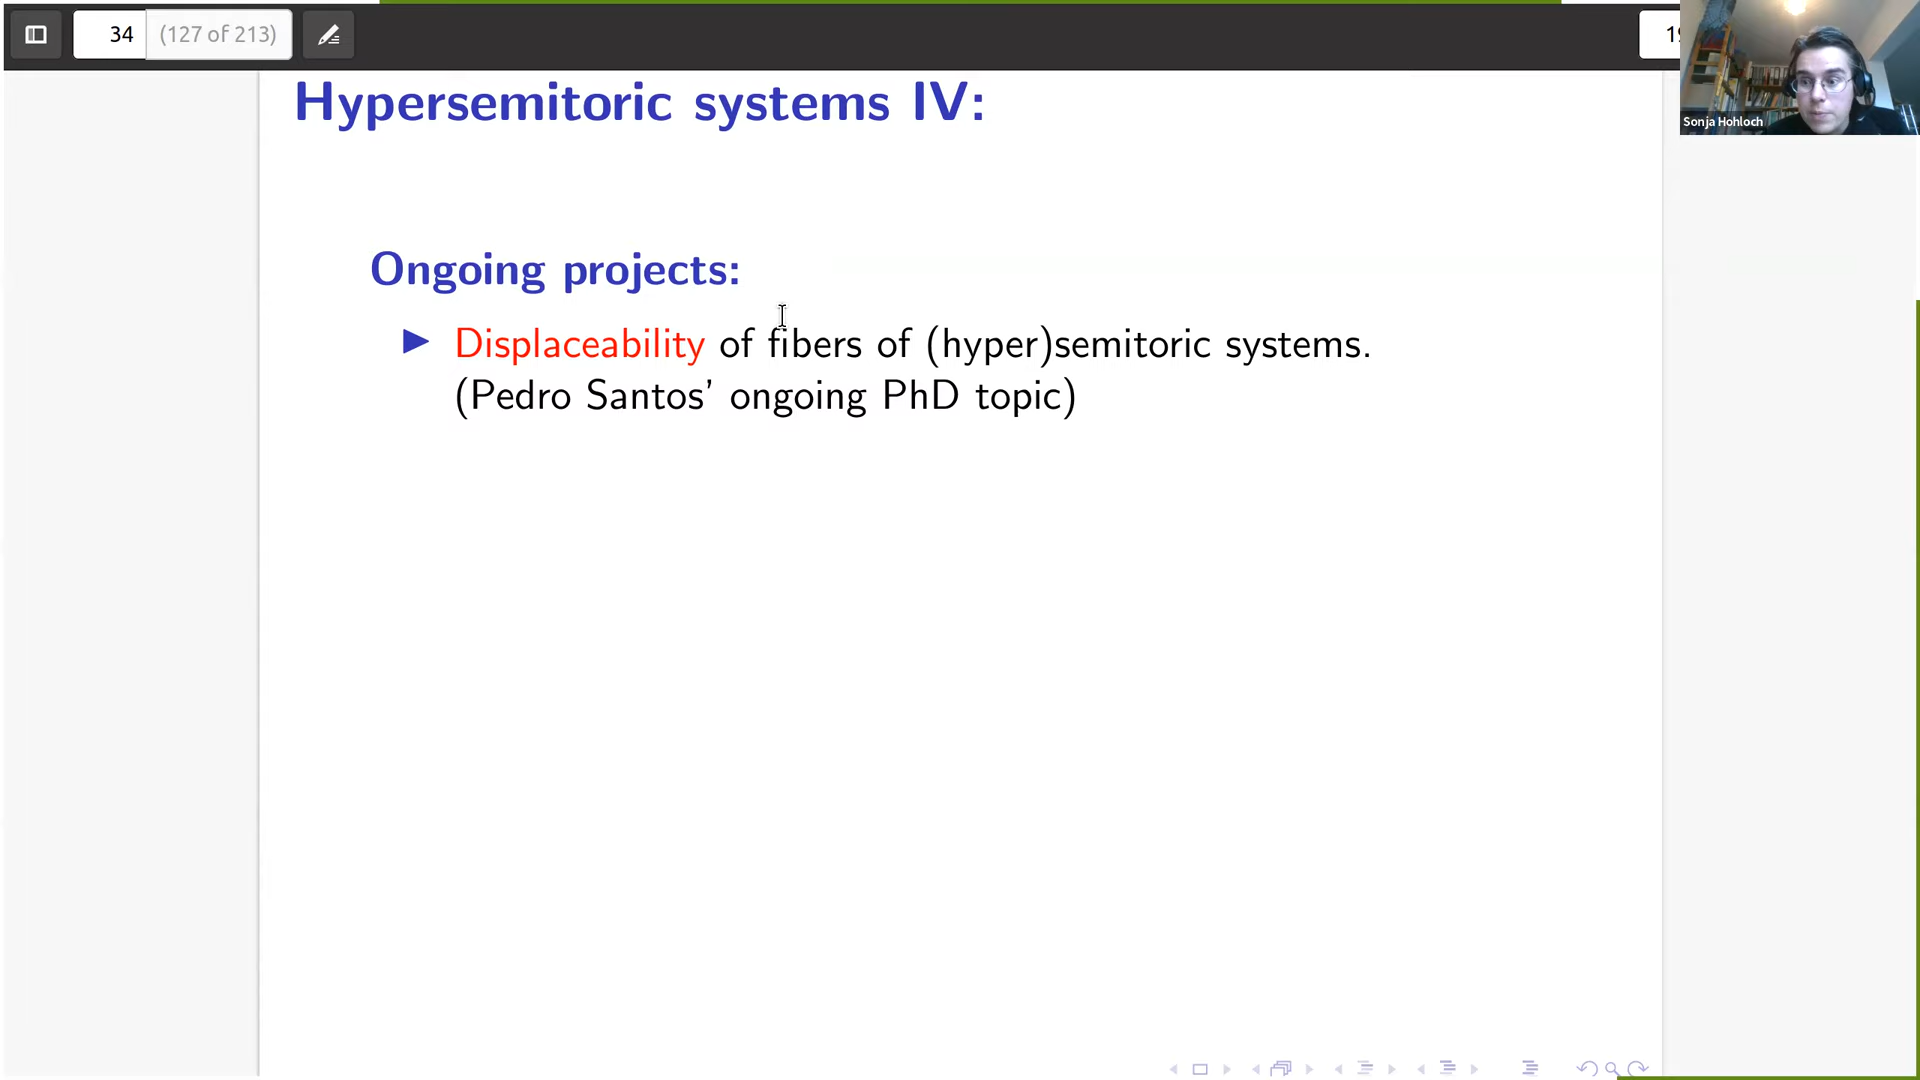 34 (127 of 213)
Sonja Hohloch
Hypersemitoric systems IV:
Ongoing projects:
Displaceability of fibers of (hyper)semitoric systems.
(Pedro Santos’ ongoing PhD topic)